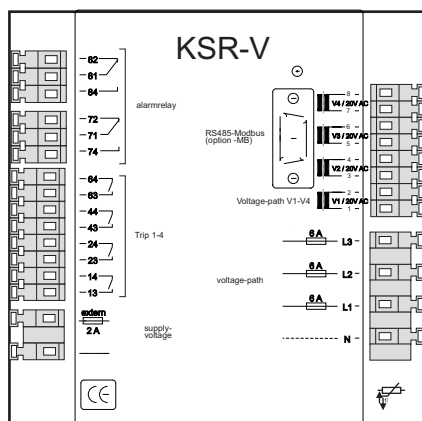 KSR-V
82
81
84
alarmrelay
72
71
74
RS485-Modbus
(option -MB)
8
V4 / 20V AC
7
6
V3 / 20V AC
5
4
V2 / 20V AC
3
2
V1 / 20V AC
1
Voltage-path V1-V4
64
63
44
43
24
23
14
13
Trip 1-4
6 A
L3
6 A
L2
6 A
L1
N
voltage-path
extern
2 A
supply-
voltage
CE